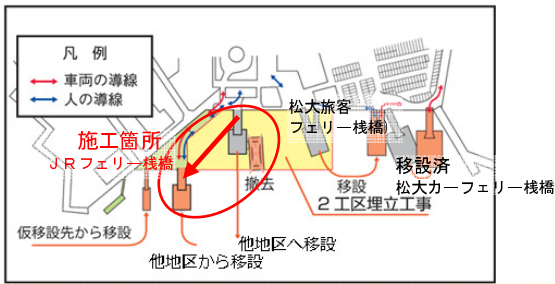 凡 例
車両の導線
人の導線
松大旅客
フェリー桟橋
施工箇所
JRフェリー桟橋
移設済
松大カーフェリー桟橋
撤去
移設
2工区埋立工事
仮移設先から移設
他地区へ移設
他地区から移設